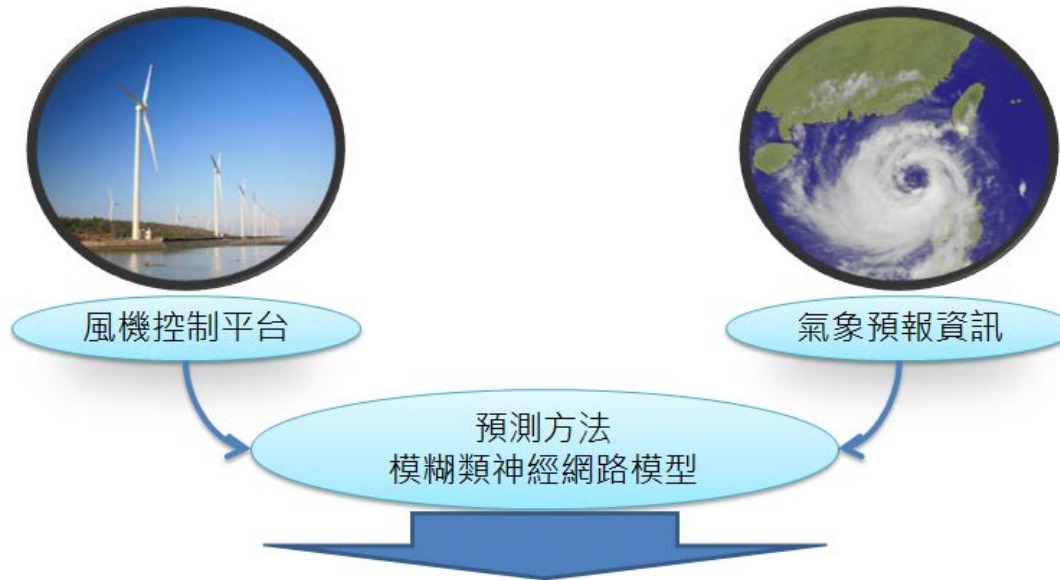 風機控制平台
氣象預報資訊
預測方法
模糊類神經網路模型